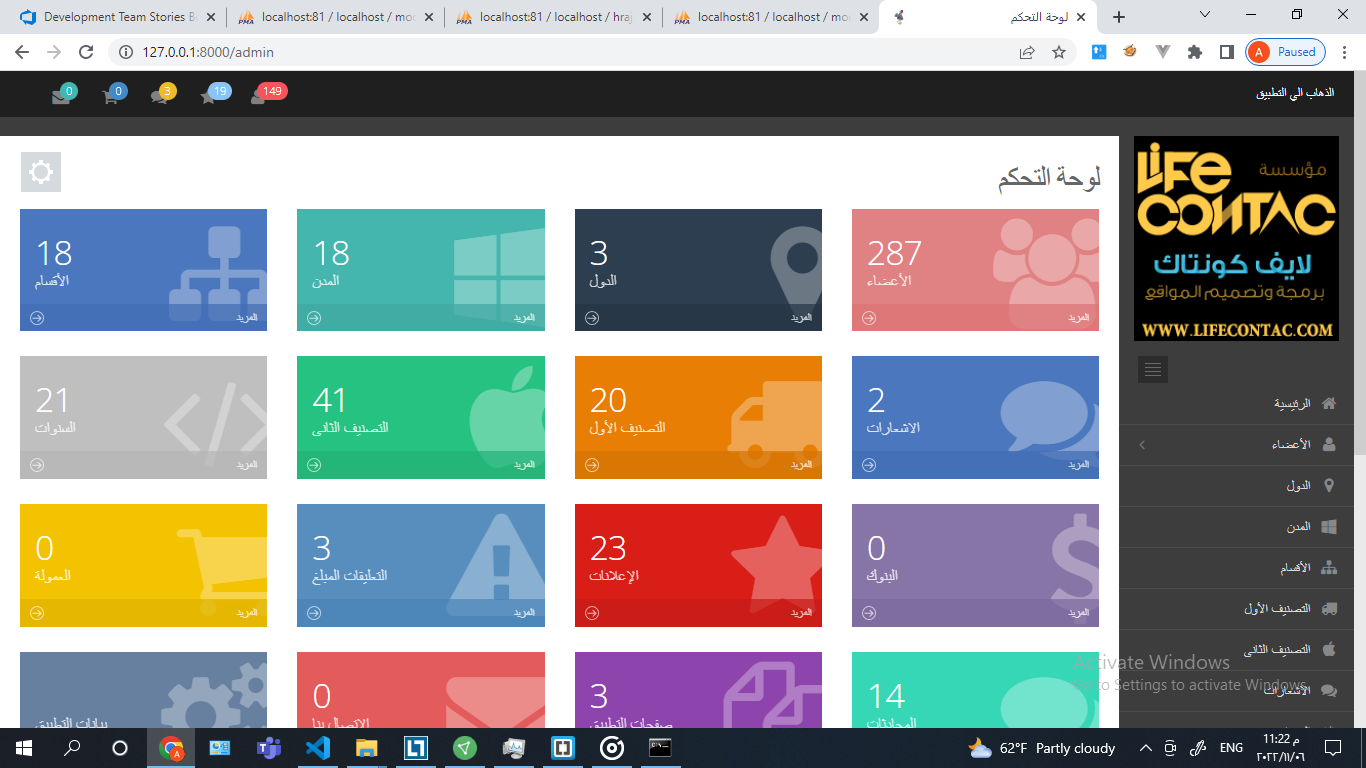 Development Team Stories B
localhost:81 / localhost / mod
localhost:81 / localhost / hraj
localhost:81 / localhost / mo
لوحة التحكم
127.0.0.1:8000/admin
A
Paused
0
0
3
19
149
الذهاب الي التطبيق
لوحة التحكم
287
الأعضاء
المزيد
3
الدول
المزيد
18
المدن
المزيد
18
الأقسام
المزيد
2
الاشعارات
المزيد
20
التصنيف الأول
المزيد
41
التصنيف الثانى
المزيد
21
السنوات
المزيد
0
البنوك
المزيد
23
الإعلانات
المزيد
3
التعليقات المبلغ
المزيد
0
العمولة
المزيد
14
المحادثات
3
صفحات التطبيق
0
الاتصال بنا
بيانات التطبيق
LIFE
مؤسسة
CONTAC
لايف كونتاك
برمجة وتصميم المواقع
WWW.LIFECONTAC.COM
الرئيسية
الأعضاء
الدول
المدن
الأقسام
التصنيف الأول
التصنيف الثانى
الاشعارات
Activate Windows
Go to Settings to activate Windows.
A
62°F Partly cloudy
ENG
11:22 م
٢٠٢٢/١١/٠٦